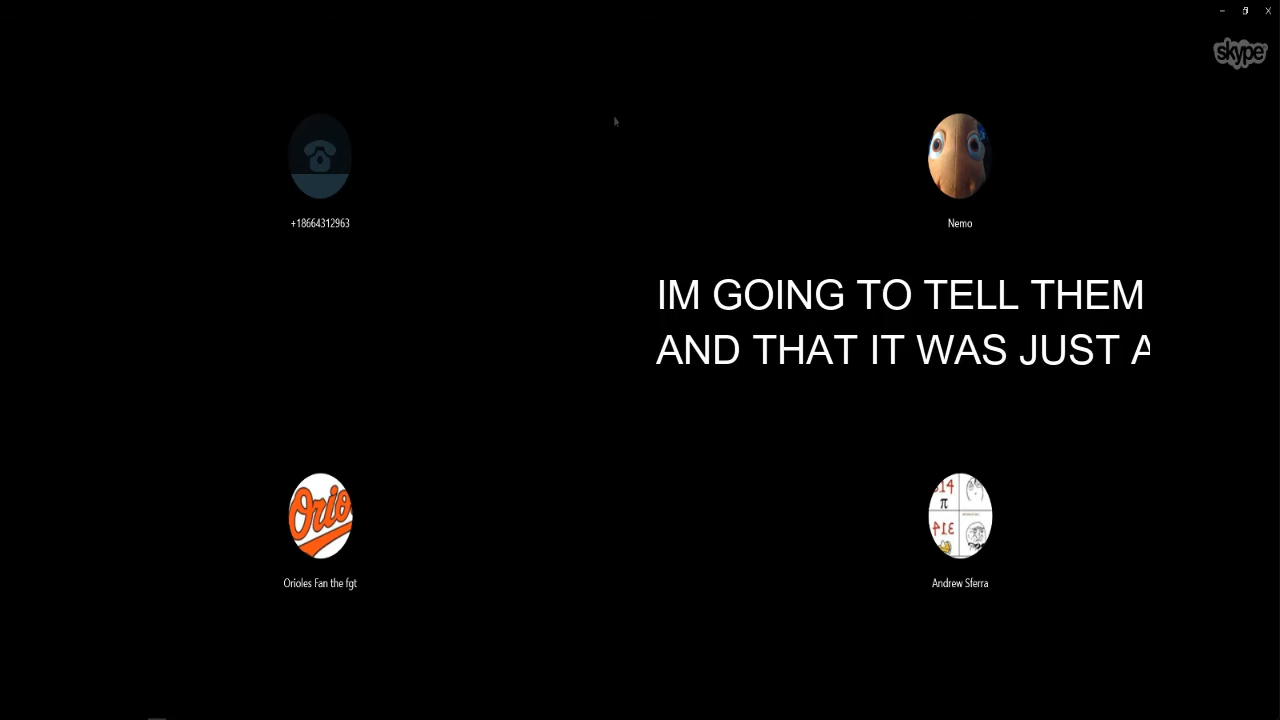 skype
+18664312963
Nemo
IM GOING TO TELL THEM
AND THAT IT WAS JUST A
Orio
Orioles Fan the fgt
314
π
Andrew Sferra